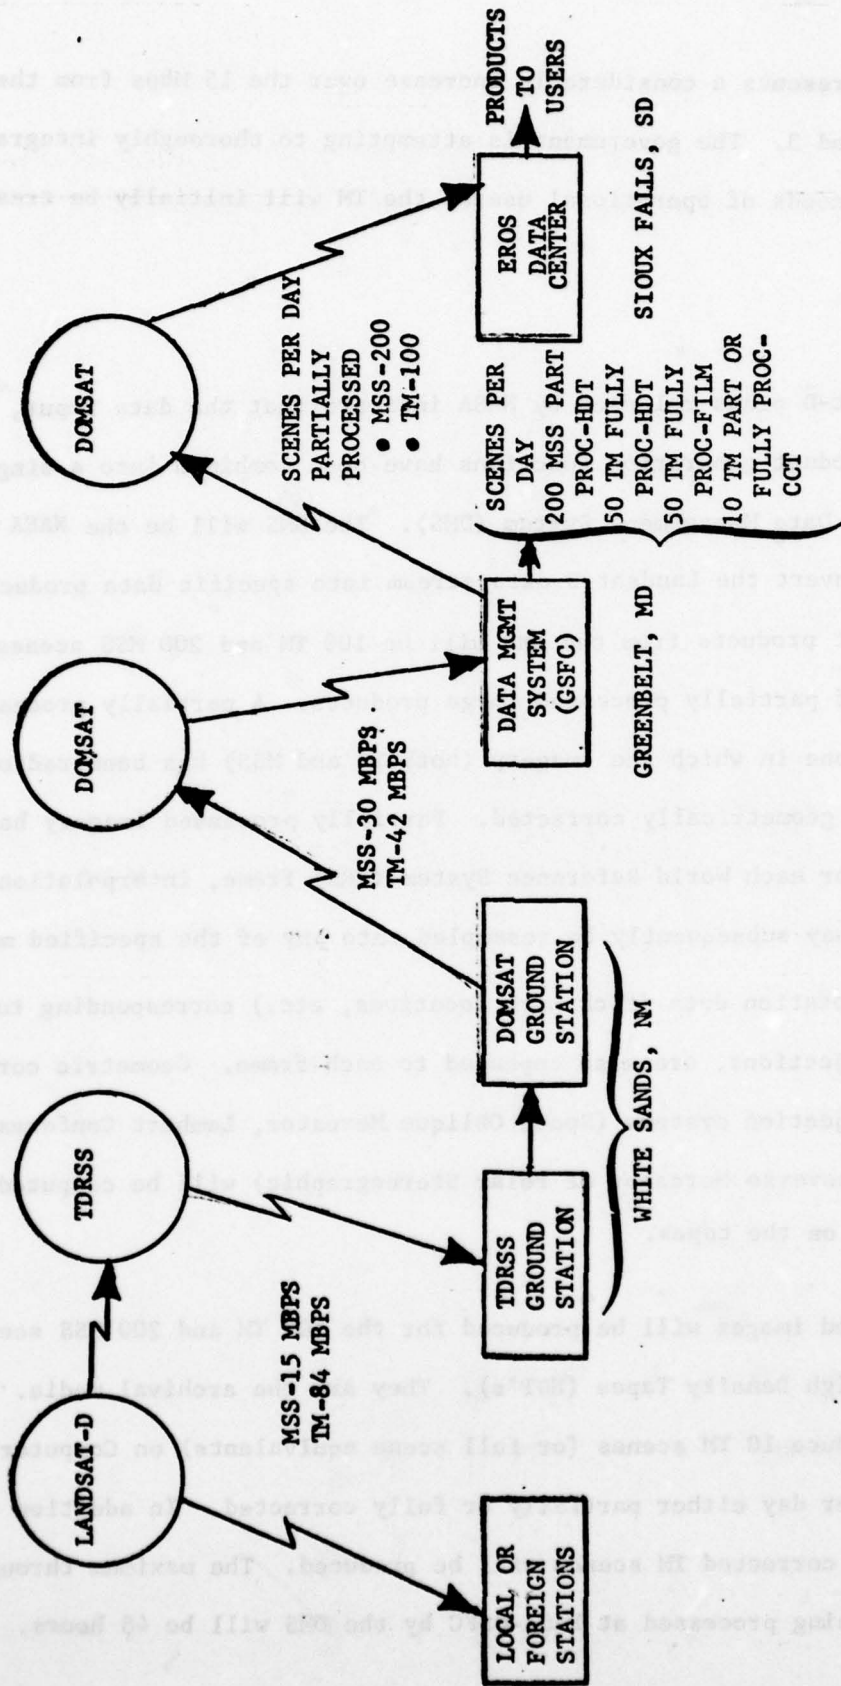 LANDSAT-D
TDRSS
DOMSAT
DOMSAT
MSS-15 MBPS
TM-84 MBPS
MSS-30 MBPS
TM-42 MBPS
SCENES PER DAY
PARTIALLY
PROCESSED
• MSS-200
• TM-100
LOCAL OR
FOREIGN
STATIONS
TDRSS
GROUND
STATION
DOMSAT
GROUND
STATION
WHITE SANDS, NM
DATA MGMT
SYSTEM
(GSFC)
SCENES PER
DAY
200 MSS PART
PROC-HDT
50 TM FULLY
PROC-HDT
50 TM FULLY
PROC-FILM
10 TM PART OR
FULLY PROC-
CCT
GREENBELT, MD
EROS
DATA
CENTER
SIOUX FALLS, SD
PRODUCTS
TO
USERS